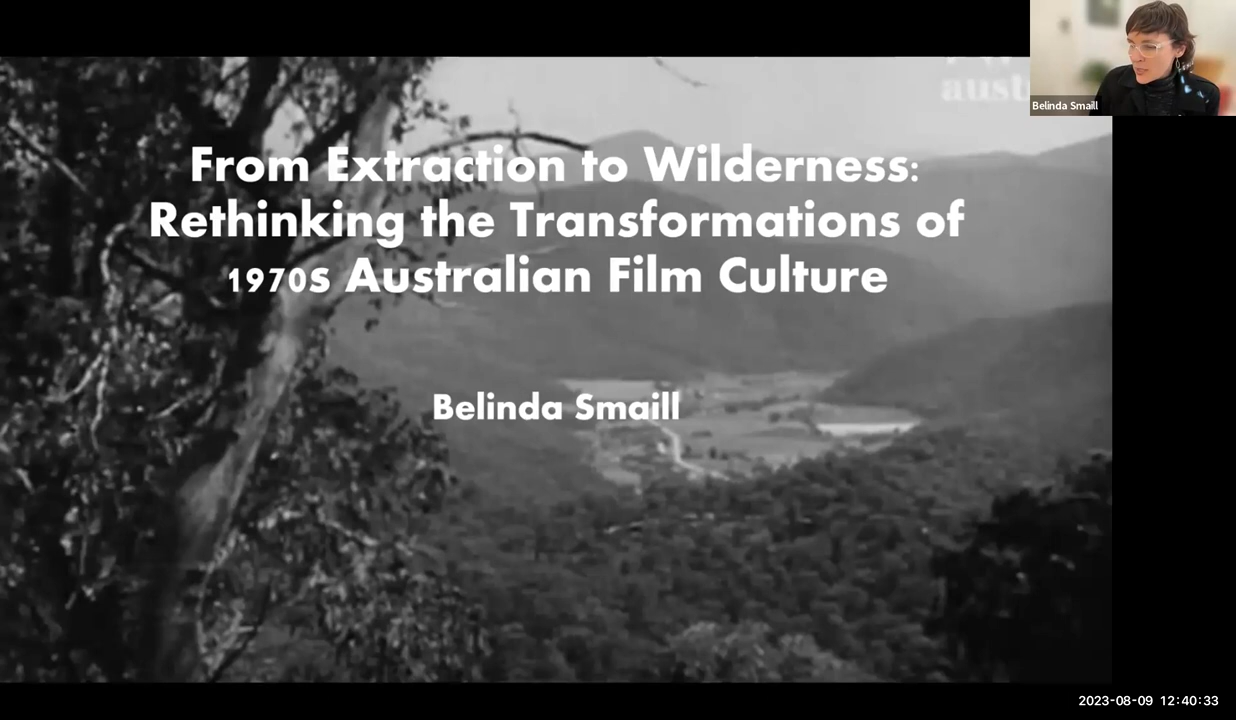 aust
Belinda Smaill
From Extraction to Wilderness:
Rethinking the Transformations of
1970s Australian Film Culture
Belinda Smaill
2023-08-09 12:40:33